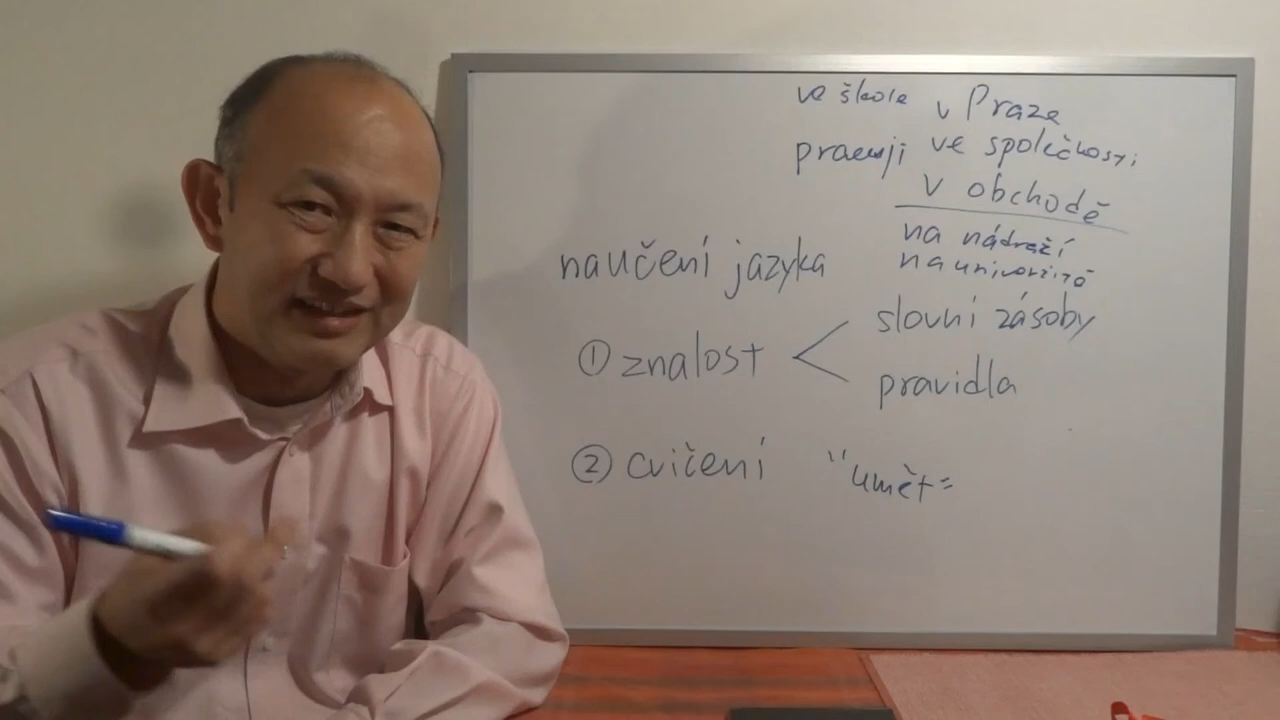 ve škole v Praze
pracuji ve společnosti
v obchodě
na nádraží
na univerzitě
naučení jazyka
① znalost < slovní zásoby
pravidla
② cvičení "umět"